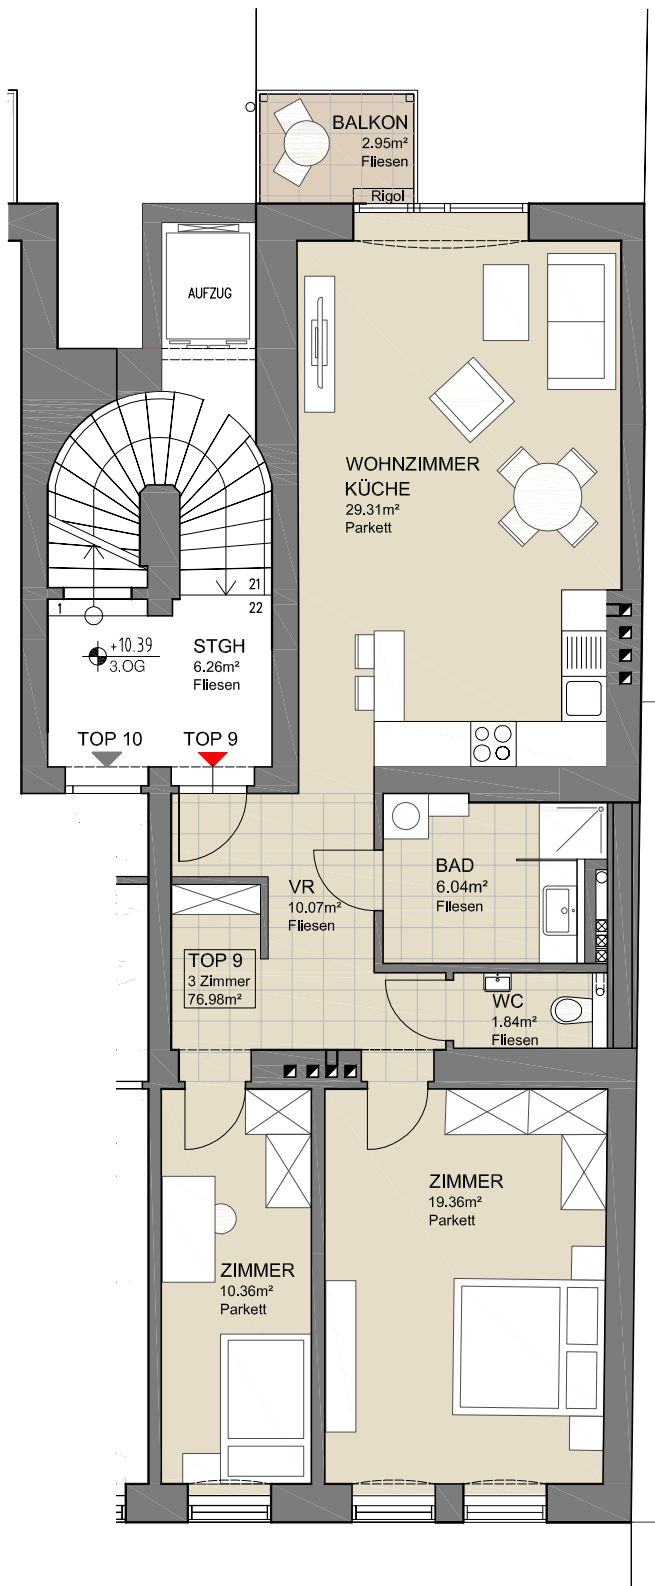 BALKON
2.95m²
Fliesen
Rigol
AUFZUG
WOHNZIMMER
KÜCHE
29.31m²
Parkett
21
22
1
+10.39
3.OG
STGH
6.26m²
Fliesen
TOP 10
TOP 9
BAD
6.04m²
Fliesen
VR
10.07m²
Fliesen
TOP 9
3 Zimmer
76.98m²
WC
1.84m²
Fliesen
ZIMMER
19.36m²
Parkett
ZIMMER
10.36m²
Parkett